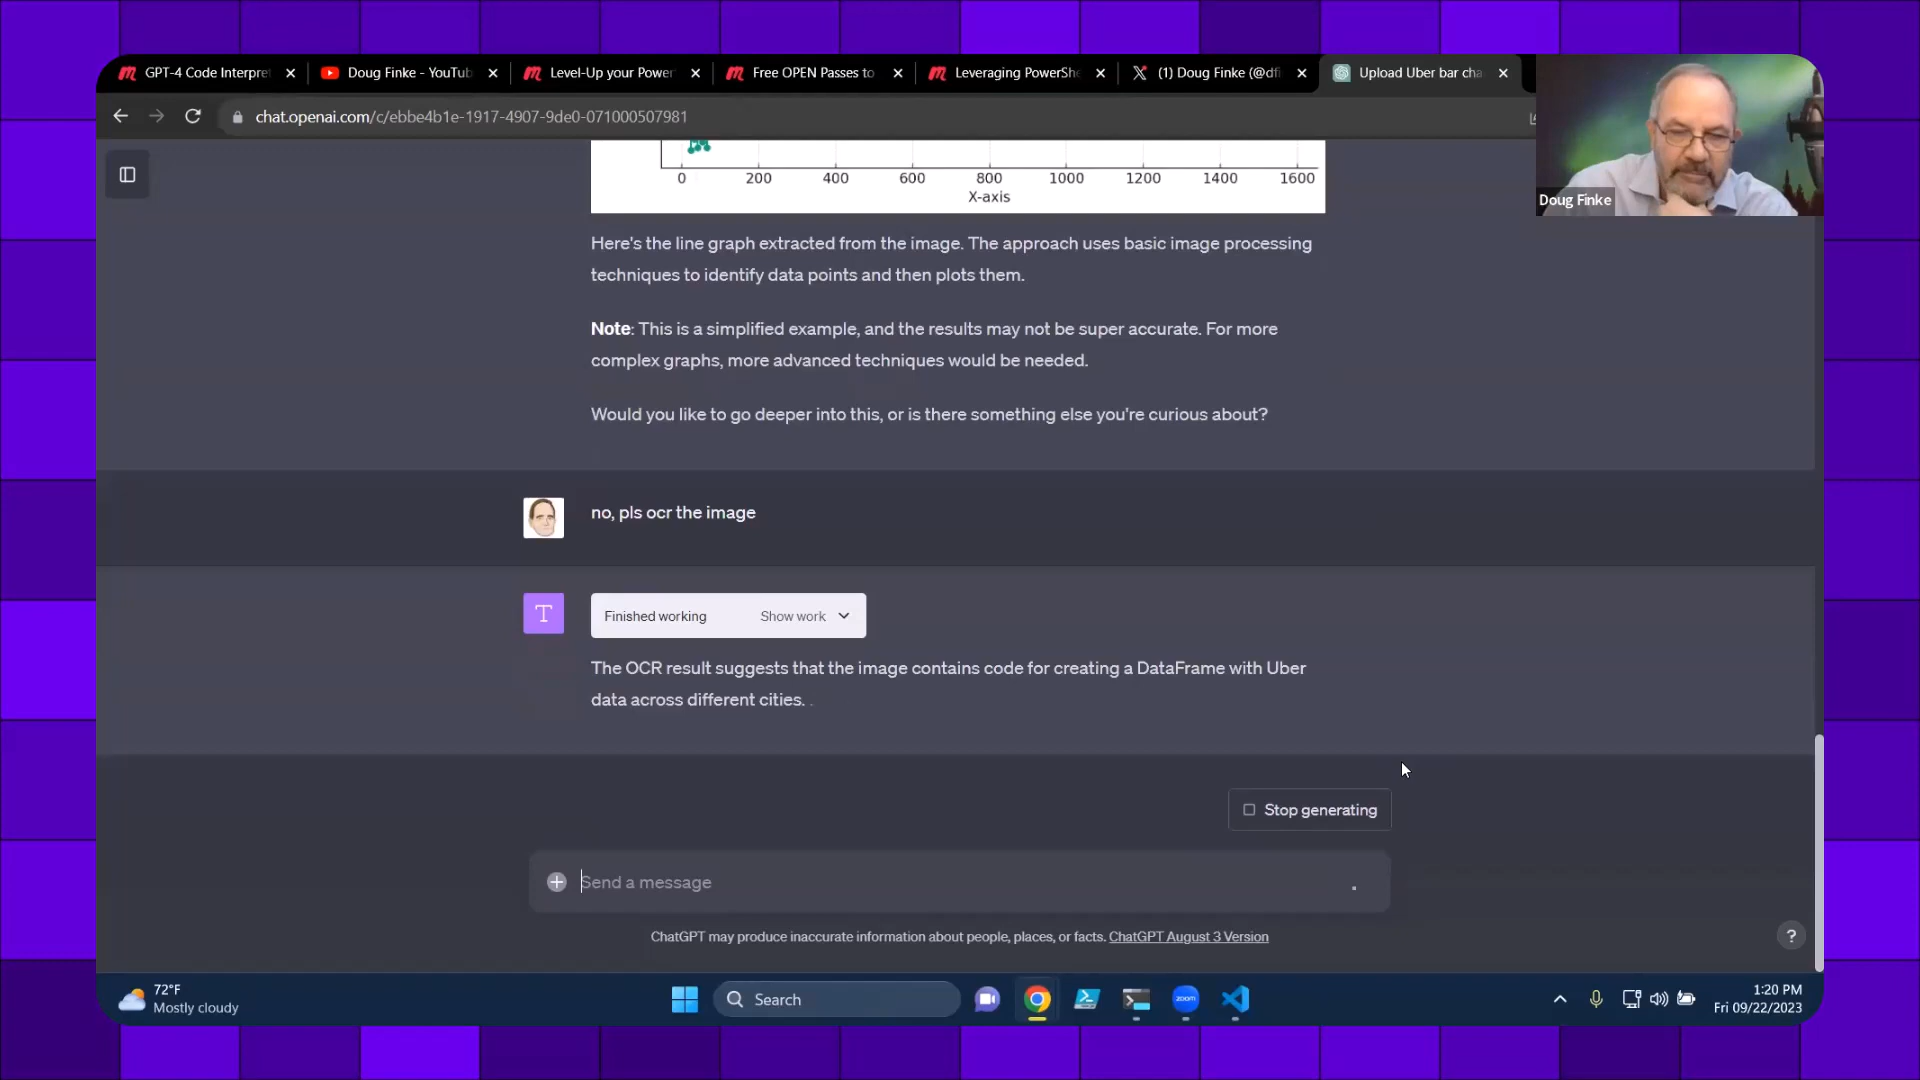 GPT-4 Code Interpre
Doug Finke - YouTub
Level-Up your Power
Free OPEN Passes to
Leveraging PowerShe
(1) Doug Finke (@dfi
Upload Uber bar cha
chat.openai.com/c/ebbe4b1e-1917-4907-9de0-071000507981
Doug Finke
0 200 400 600 800 1000 1200 1400 1600
X-axis
Here's the line graph extracted from the image. The approach uses basic image processing
techniques to identify data points and then plots them.
Note: This is a simplified example, and the results may not be super accurate. For more
complex graphs, more advanced techniques would be needed.
Would you like to go deeper into this, or is there something else you're curious about?
no, pls ocr the image
T
Finished working Show work
The OCR result suggests that the image contains code for creating a DataFrame with Uber
data across different cities.
Stop generating
Send a message
ChatGPT may produce inaccurate information about people, places, or facts. ChatGPT August 3 Version
?
72°F
Mostly cloudy
Search
zoom
1:20 PM
Fri 09/22/2023